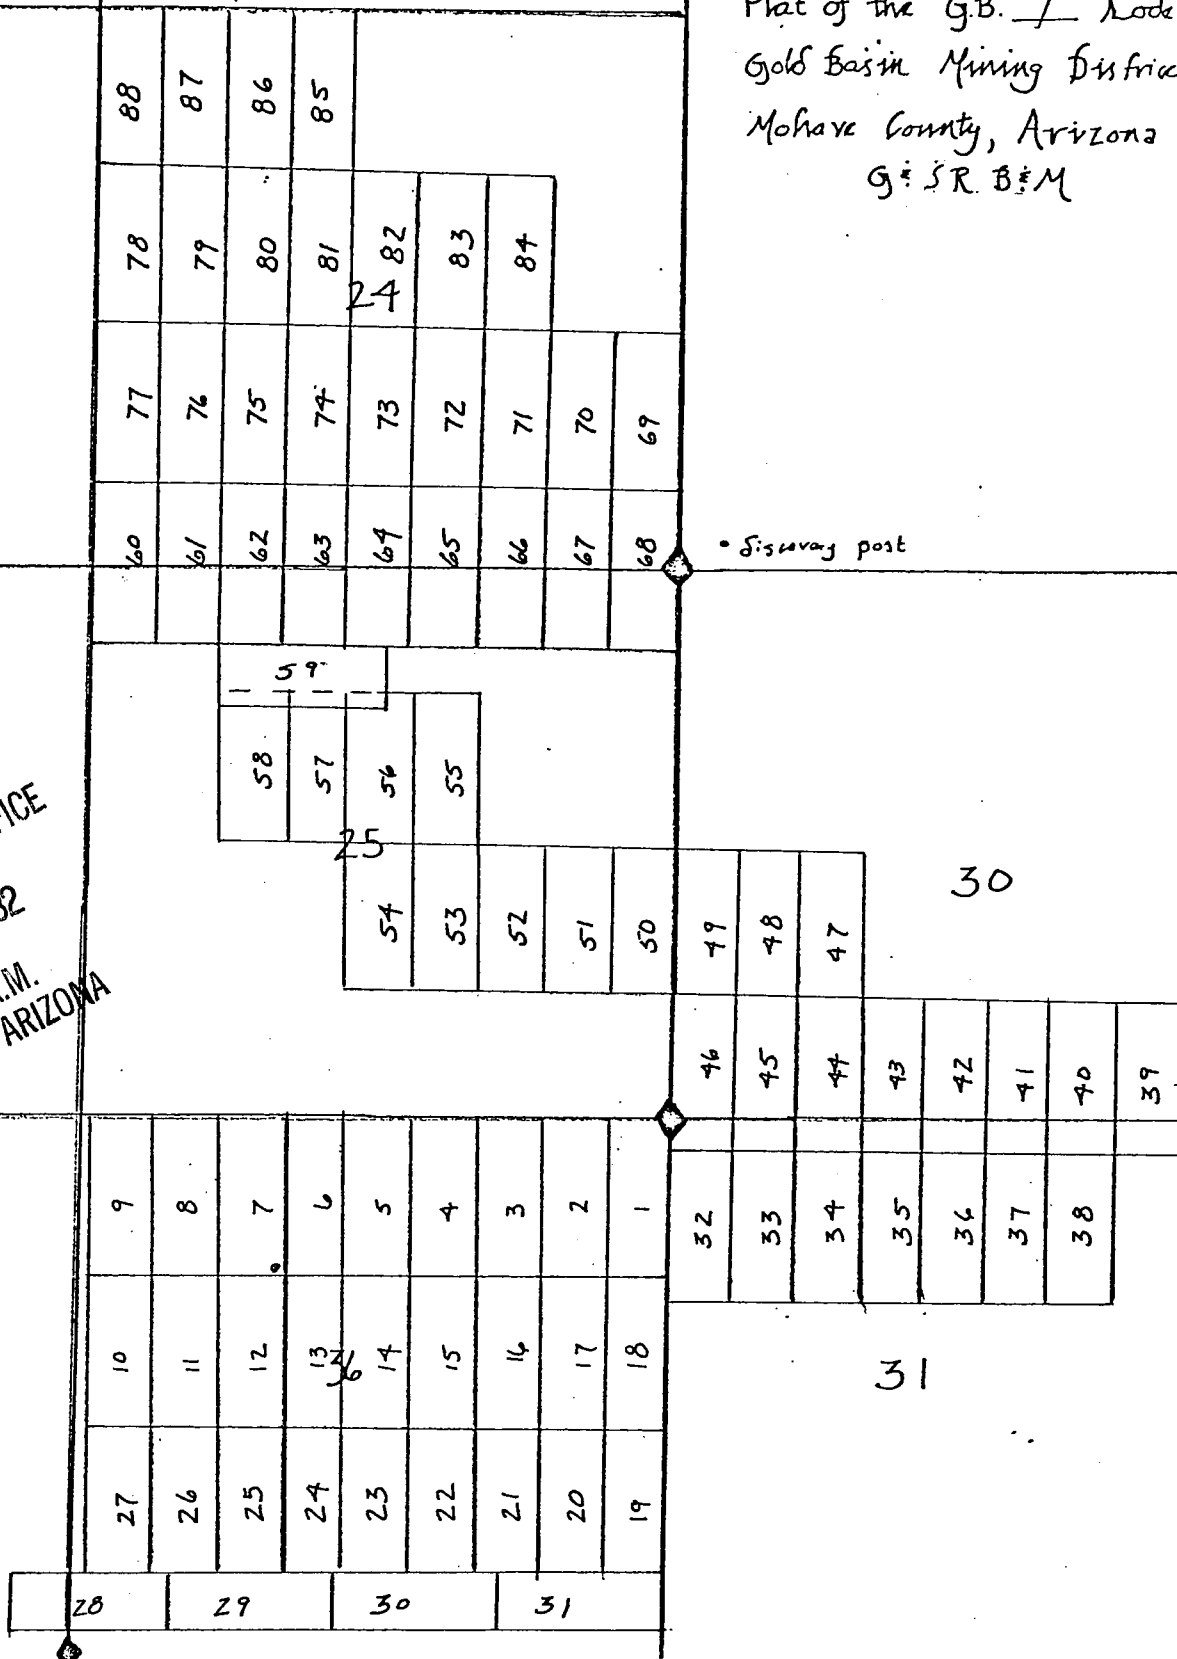 Plat of the G.B. 1 Lode
Gold Basin Mining Distric
Mohave County, Arizona
G & S R. B & M
88 87 86 85
78 79 80 81 82 83 84
24
77 76 75 74 73 72 71 70 69
60 61 62 63 64 65 66 67 68
• discovery post
59
58 57 56 55
25
54 53 52 51 50 49 48 47
30
ICE
32
.M.
ARIZONA
46 45 44 43 42 41 40 39
9 8 7 6 5 4 3 2 1
32 33 34 35 36 37 38
10 11 12 13 14 15 16 17 18
36
31
27 26 25 24 23 22 21 20 19
28 29 30 31